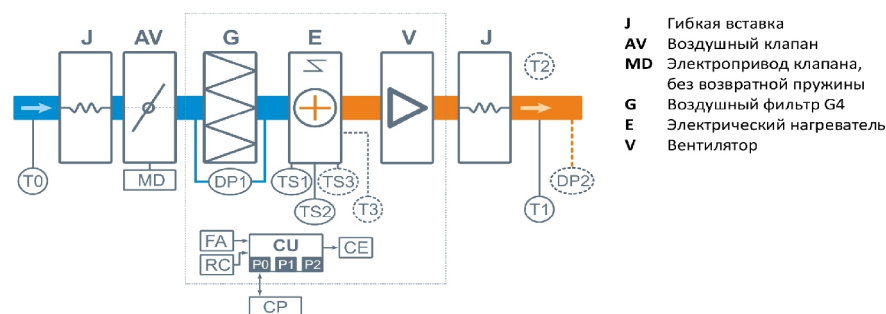 J AV G E V J
T2
T0 MD DP1 TS1 TS2 TS3 T3 T1 DP2
FA CU CE
RC P0 P1 P2
CP
J Гибкая вставка
AV Воздушный клапан
MD Электропривод клапана,
без возвратной пружины
G Воздушный фильтр G4
E Электрический нагреватель
V Вентилятор